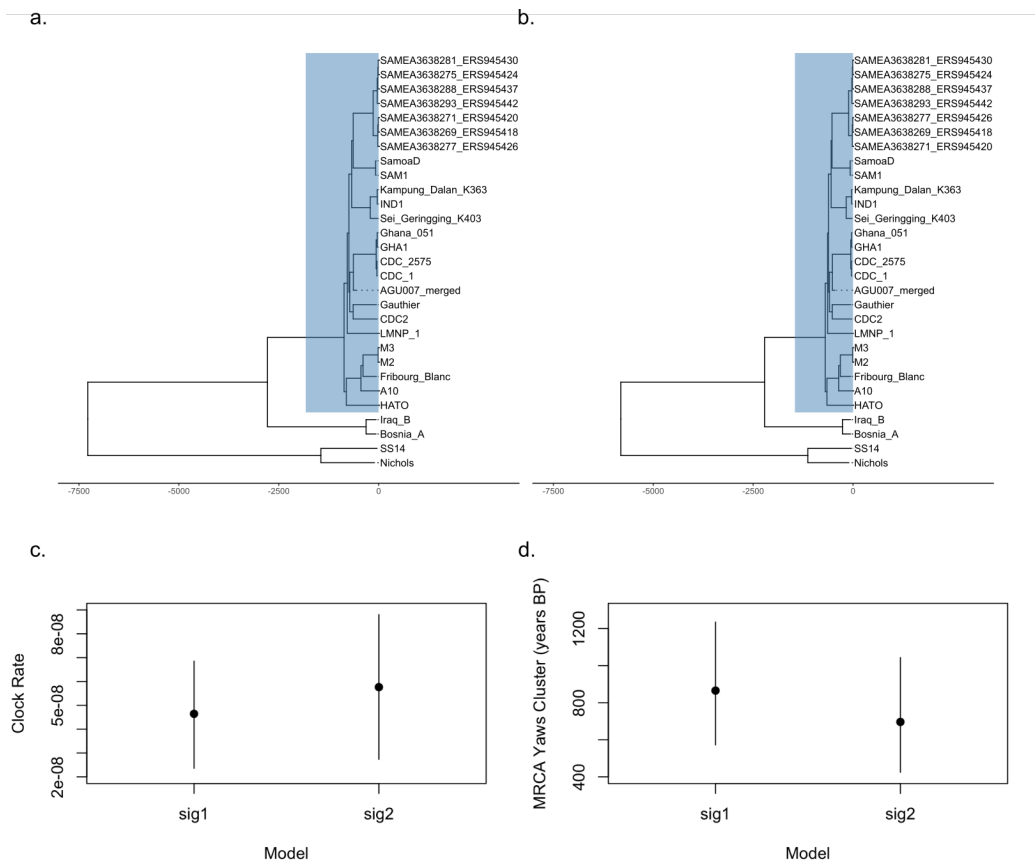 a.
SAMEA3638281_ERS945430
SAMEA3638275_ERS945424
SAMEA3638288_ERS945437
SAMEA3638293_ERS945442
SAMEA3638271_ERS945420
SAMEA3638269_ERS945418
SAMEA3638277_ERS945426
SamoaD
SAM1
Kampung_Dalan_K363
IND1
Sei_Geringging_K403
Ghana_051
GHA1
CDC_2575
CDC_1
AGU007_merged
Gauthier
CDC2
LMNP_1
M3
M2
Fribourg_Blanc
A10
HATO
Iraq_B
Bosnia_A
SS14
Nichols
-7500 -5000 -2500 0
b.
SAMEA3638281_ERS945430
SAMEA3638275_ERS945424
SAMEA3638288_ERS945437
SAMEA3638293_ERS945442
SAMEA3638277_ERS945426
SAMEA3638269_ERS945418
SAMEA3638271_ERS945420
SamoaD
SAM1
Kampung_Dalan_K363
IND1
Sei_Geringging_K403
Ghana_051
GHA1
CDC_2575
CDC_1
AGU007_merged
Gauthier
CDC2
LMNP_1
M3
M2
Fribourg_Blanc
A10
HATO
Iraq_B
Bosnia_A
SS14
Nichols
-7500 -5000 -2500 0
c.
Clock Rate
8e-08
5e-08
2e-08
sig1 sig2
Model
d.
MRCA Yaws Cluster (years BP)
1200
800
400
sig1 sig2
Model